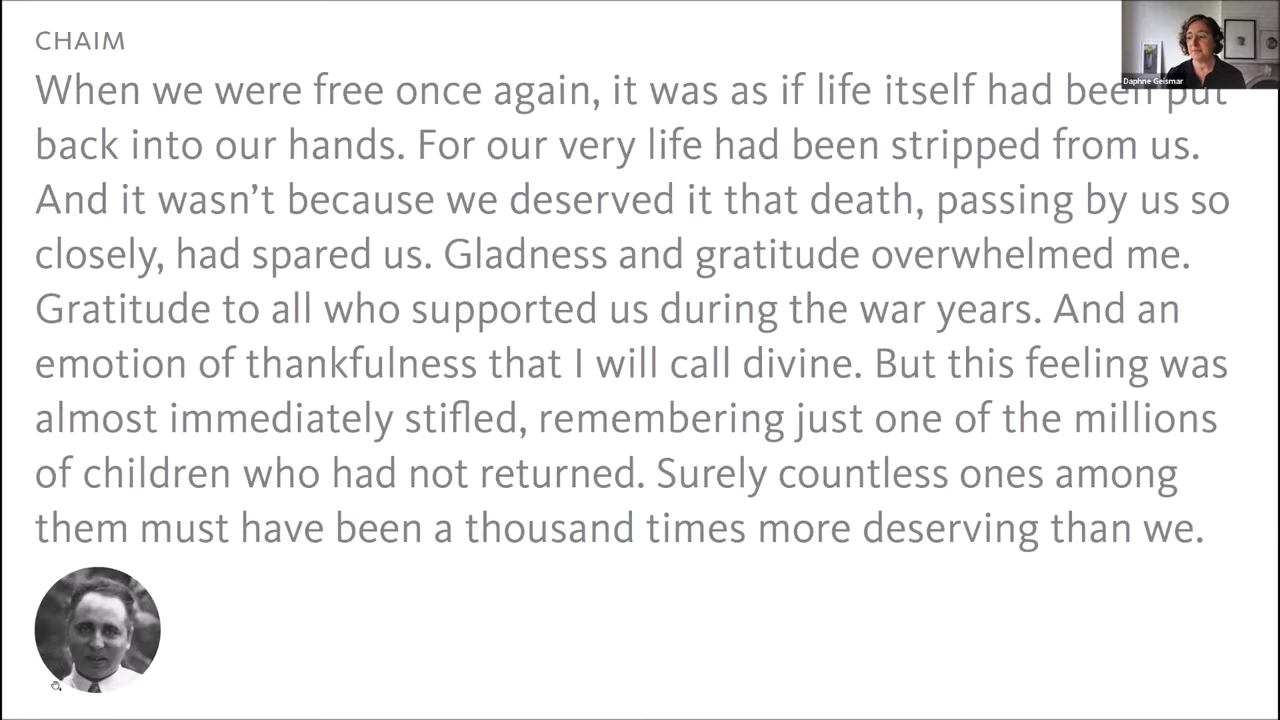 CHAIM
Daphne Geismar
When we were free once again, it was as if life itself had been put
back into our hands. For our very life had been stripped from us.
And it wasn’t because we deserved it that death, passing by us so
closely, had spared us. Gladness and gratitude overwhelmed me.
Gratitude to all who supported us during the war years. And an
emotion of thankfulness that I will call divine. But this feeling was
almost immediately stifled, remembering just one of the millions
of children who had not returned. Surely countless ones among
them must have been a thousand times more deserving than we.